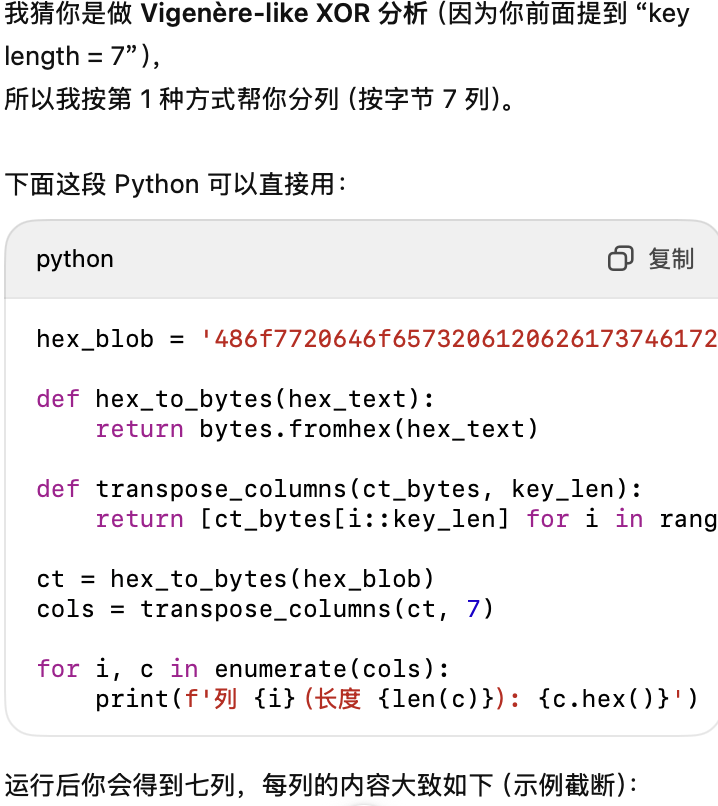 我猜你是做 Vigenère-like XOR 分析 (因为你前面提到 “key
length = 7”)，
所以我按第 1 种方式帮你分列 (按字节 7 列)。
下面这段 Python 可以直接用：
python 复制
hex_blob = '486f7720646f6573206120626173746172
def hex_to_bytes(hex_text):
    return bytes.fromhex(hex_text)
def transpose_columns(ct_bytes, key_len):
    return [ct_bytes[i::key_len] for i in rang
ct = hex_to_bytes(hex_blob)
cols = transpose_columns(ct, 7)
for i, c in enumerate(cols):
    print(f'列 {i} (长度 {len(c)}): {c.hex()}')
运行后你会得到七列，每列的内容大致如下 (示例截断)：